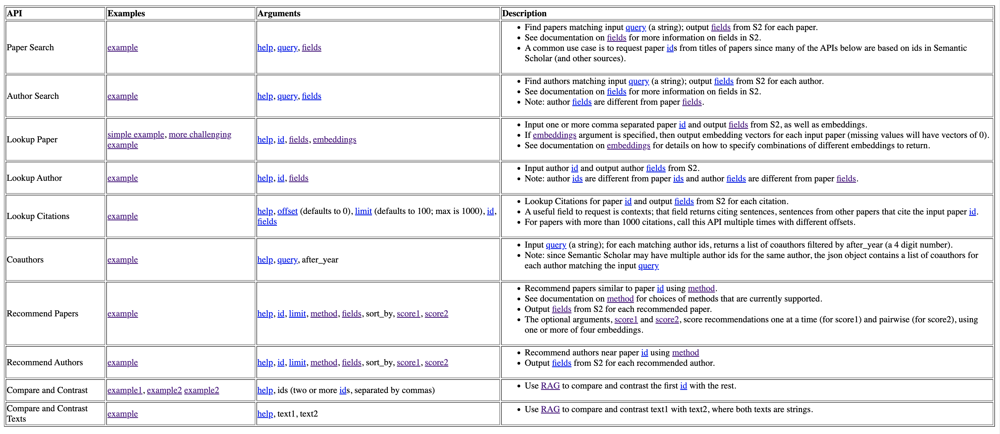 API Examples Arguments Description
Paper Search example help, query, fields
• Find papers matching input query (a string); output fields from S2 for each paper.
• See documentation on fields for more information on fields in S2.
• A common use case is to request paper ids from titles of papers since many of the APIs below are based on ids in Semantic
Scholar (and other sources).
Author Search example help, query, fields
• Find authors matching input query (a string); output fields from S2 for each author.
• See documentation on fields for more information on fields in S2.
• Note: author fields are different from paper fields.
Lookup Paper
simple example, more challenging
example
help, id, fields, embeddings
• Input one or more comma separated paper id and output fields from S2, as well as embeddings.
• If embeddings argument is specified, then output embedding vectors for each input paper (missing values will have vectors of 0).
• See documentation on embeddings for details on how to specify combinations of different embeddings to return.
Lookup Author example help, id, fields
• Input author id and output author fields from S2.
• Note: author ids are different from paper ids and author fields are different from paper fields.
Lookup Citations example
help, offset (defaults to 0), limit (defaults to 100; max is 1000), id,
fields
• Lookup Citations for paper id and output fields from S2 for each citation.
• A useful field to request is contexts; that field returns citing sentences, sentences from other papers that cite the input paper id.
• For papers with more than 1000 citations, call this API multiple times with different offsets.
Coauthors example help, query, after_year
• Input query (a string); for each matching author ids, returns a list of coauthors filtered by after_year (a 4 digit number).
• Note: since Semantic Scholar may have multiple author ids for the same author, the json object contains a list of coauthors for
each author matching the input query
Recommend Papers example help, id, limit, method, fields, sort_by, score1, score2
• Recommend papers similar to paper id using method.
• See documentation on method for choices of methods that are currently supported.
• Output fields from S2 for each recommended paper.
• The optional arguments, score1 and score2, score recommendations one at a time (for score1) and pairwise (for score2), using
one or more of four embeddings.
Recommend Authors example help, id, limit, method, fields, sort_by, score1, score2
• Recommend authors near paper id using method
• Output fields from S2 for each recommended author.
Compare and Contrast example1, example2 example2 help, ids (two or more ids, separated by commas)
• Use RAG to compare and contrast the first id with the rest.
Compare and Contrast
Texts
example help, text1, text2
• Use RAG to compare and contrast text1 with text2, where both texts are strings.